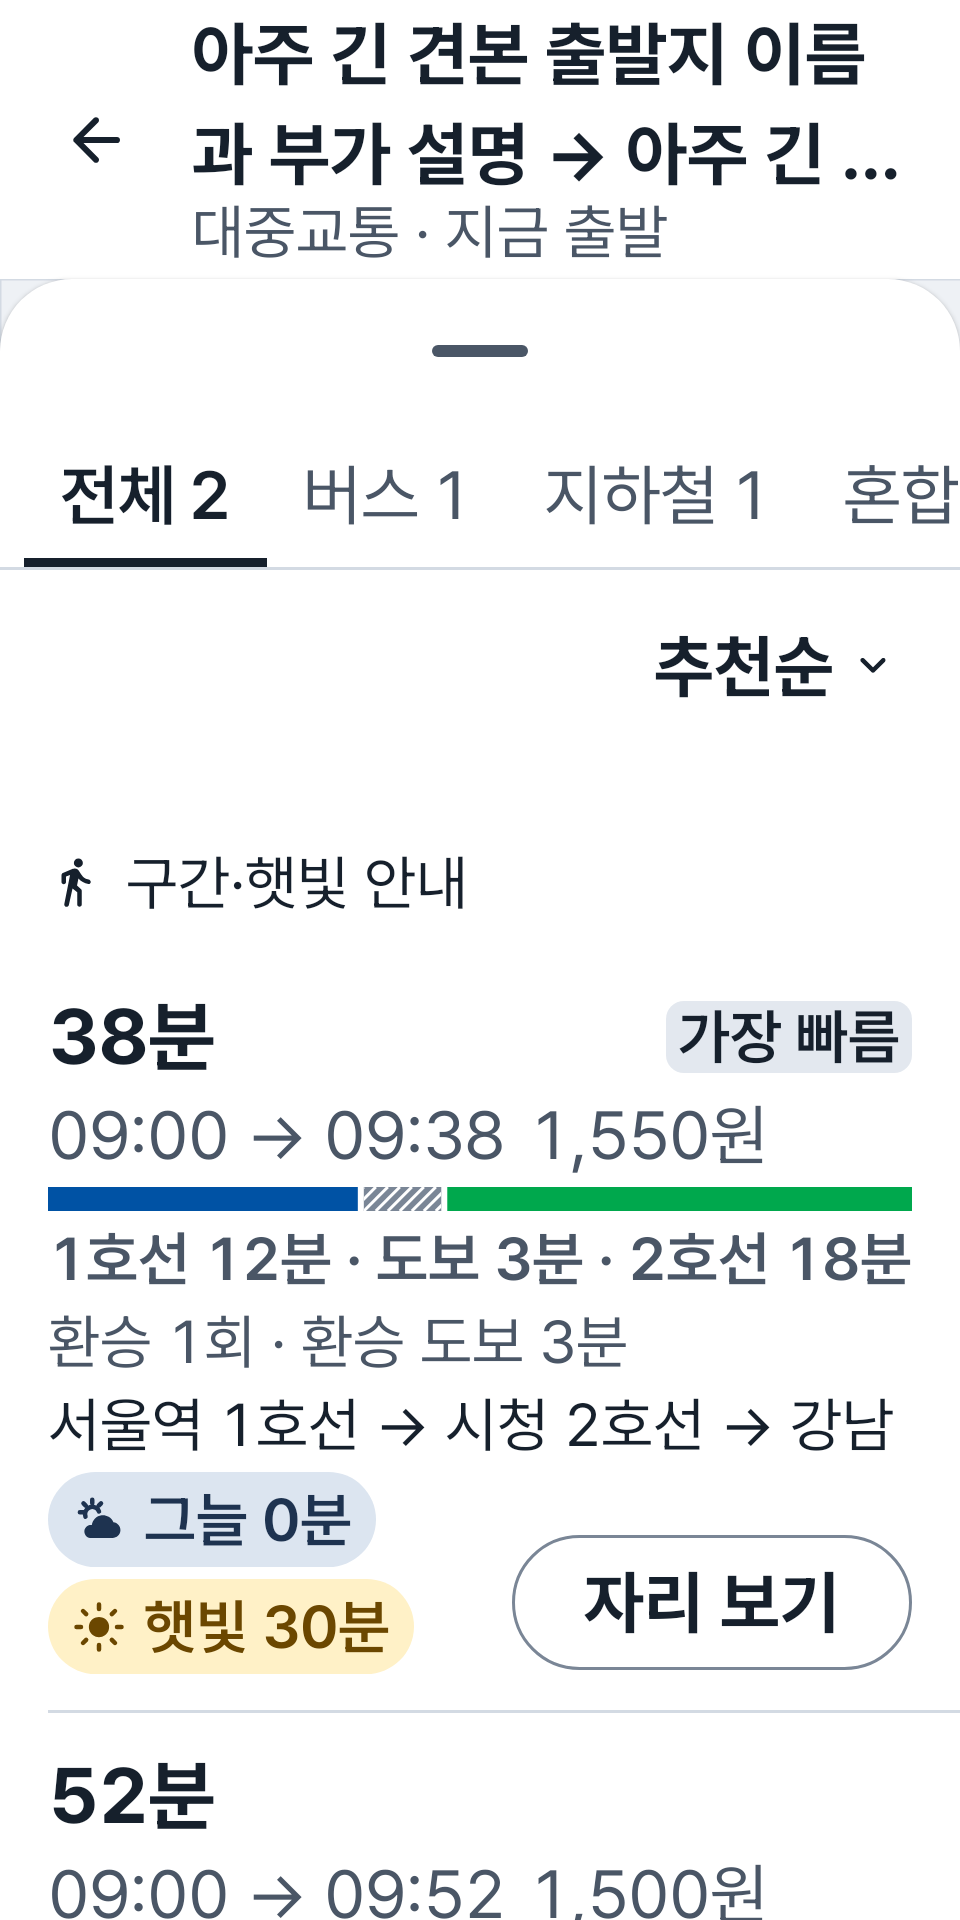 아주 긴 견본 출발지 이름
과 부가 설명 → 아주 긴 ...
대중교통 · 지금 출발
전체 2 버스 1 지하철 1 혼합
추천순
구간·햇빛 안내
38분 가장 빠름
09:00 → 09:38 1,550원
1호선 12분 · 도보 3분 · 2호선 18분
환승 1회 · 환승 도보 3분
서울역 1호선 → 시청 2호선 → 강남
그늘 0분
햇빛 30분
자리 보기
52분
09:00 → 09:52 1,500원